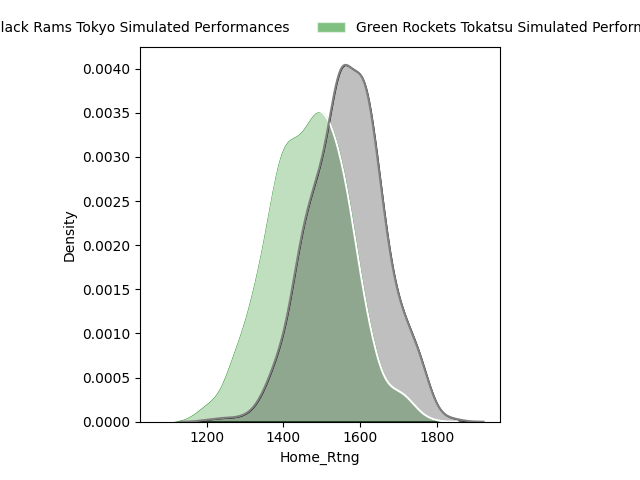 lack Rams Tokyo Simulated Performances Green Rockets Tokatsu Simulated Perforn
0.0040
0.0035
0.0030
0.0025
0.0020
0.0015
0.0010
0.0005
0.0000
Density
1200 1400 1600 1800
Home_Rtng